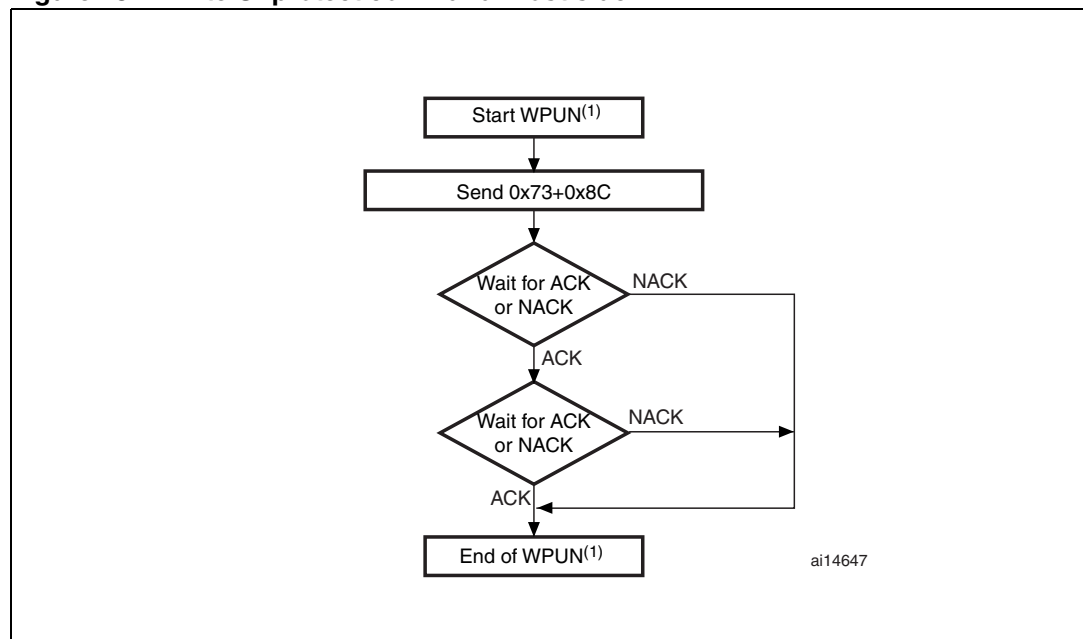 Start WPUN(1)
Send 0x73+0x8C
Wait for ACK
or NACK
NACK
ACK
Wait for ACK
or NACK
NACK
ACK
End of WPUN(1)
ai14647